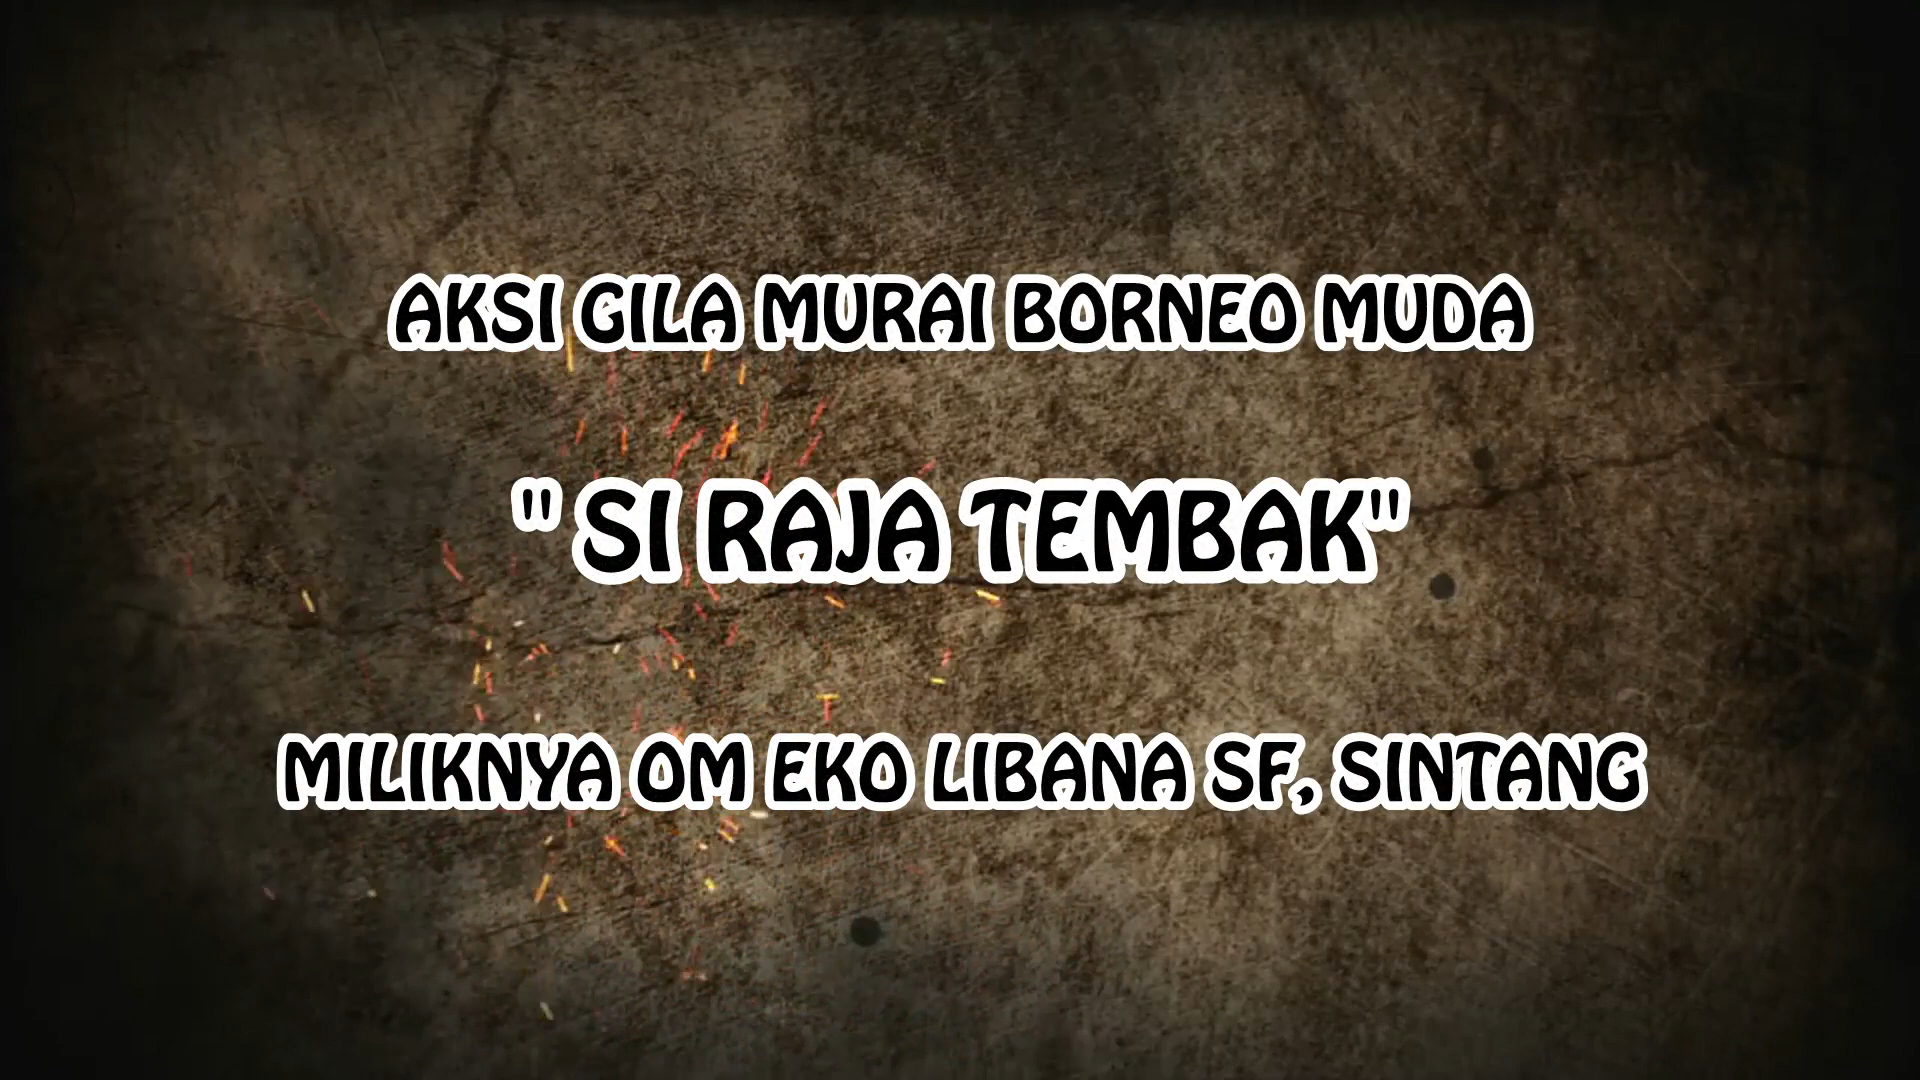 AKSI GILA MURAI BORNEO MUDA
" SI RAJA TEMBAK"
MILIKNYA OM EKO LIBANA SF, SINTANG